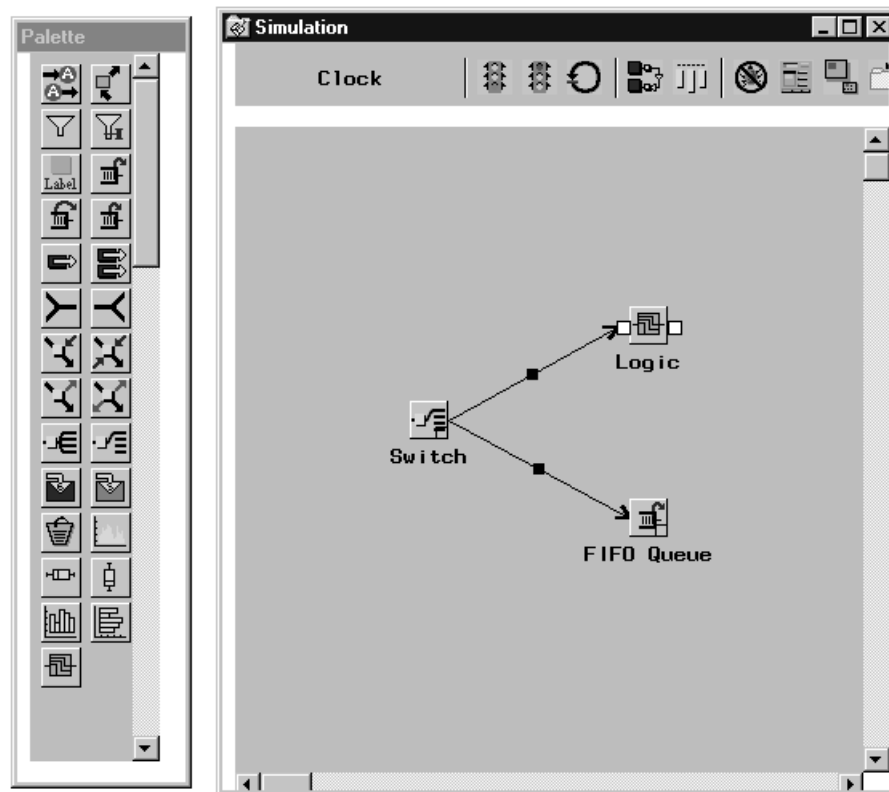 Palette
Label
Simulation
Clock
Logic
Switch
FIFO Queue